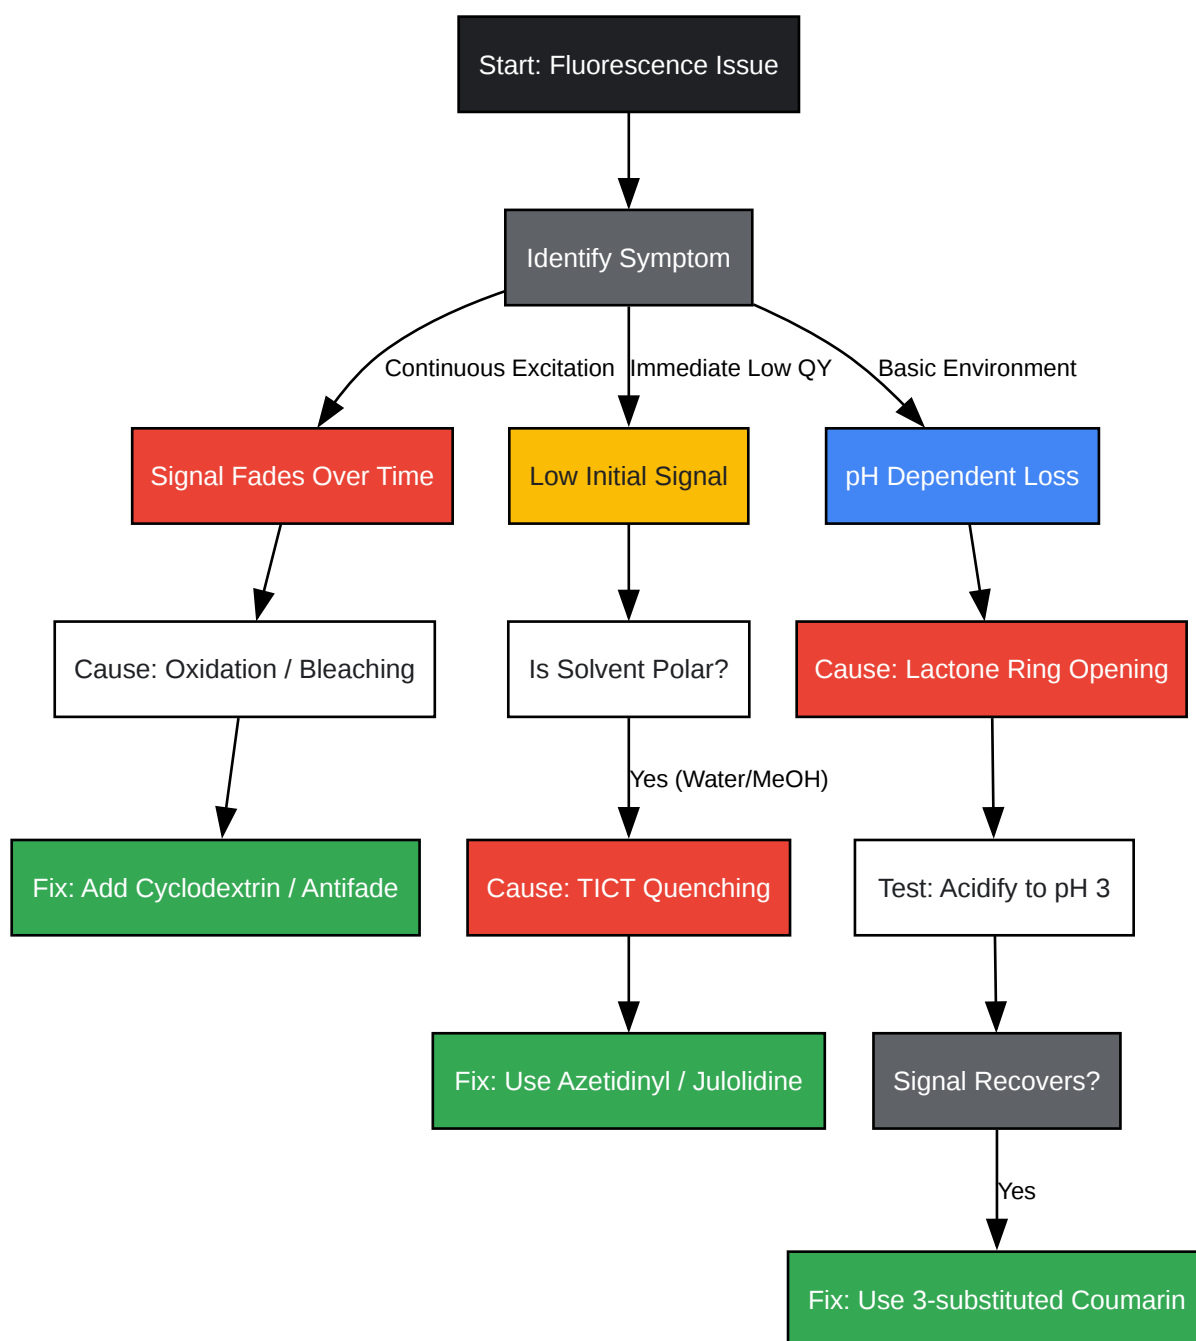 Start: Fluorescence Issue
Identify Symptom
Continuous Excitation
Immediate Low QY
Basic Environment
Signal Fades Over Time
Low Initial Signal
pH Dependent Loss
Cause: Oxidation / Bleaching
Is Solvent Polar?
Cause: Lactone Ring Opening
Yes (Water/MeOH)
Fix: Add Cyclodextrin / Antifade
Cause: TICT Quenching
Test: Acidify to pH 3
Fix: Use Azetidinyl / Julolidine
Signal Recovers?
Yes
Fix: Use 3-substituted Coumarin